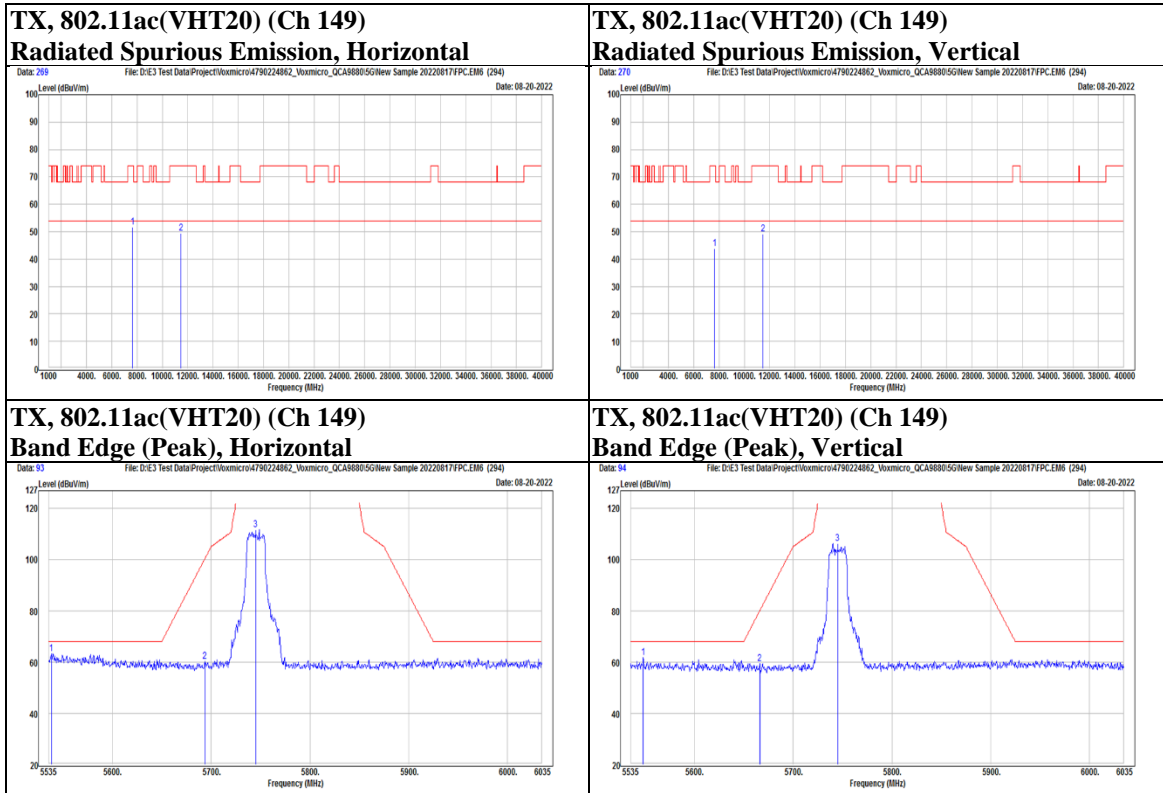 TX, 802.11ac(VHT20) (Ch 149)
Radiated Spurious Emission, Horizontal
Data: 269 File: D:\E3 Test Data\Project\Voxmicro\4790224862_Voxmicro_QCA9880\5G\New Sample 20220817\FPC.EM6 (294)
Level (dBuV/m) Date: 08-20-2022
100
90
80
70
60
50
40
30
20
10
0
1
2
1000 4000. 6000. 8000. 10000. 12000. 14000. 16000. 18000. 20000. 22000. 24000. 26000. 28000. 30000. 32000. 34000. 36000. 38000. 40000
Frequency (MHz)
TX, 802.11ac(VHT20) (Ch 149)
Radiated Spurious Emission, Vertical
Data: 270 File: D:\E3 Test Data\Project\Voxmicro\4790224862_Voxmicro_QCA9880\5G\New Sample 20220817\FPC.EM6 (294)
Level (dBuV/m) Date: 08-20-2022
100
90
80
70
60
50
40
30
20
10
0
1
2
1000 4000. 6000. 8000. 10000. 12000. 14000. 16000. 18000. 20000. 22000. 24000. 26000. 28000. 30000. 32000. 34000. 36000. 38000. 40000
Frequency (MHz)
TX, 802.11ac(VHT20) (Ch 149)
Band Edge (Peak), Horizontal
Data: 93 File: D:\E3 Test Data\Project\Voxmicro\4790224862_Voxmicro_QCA9880\5G\New Sample 20220817\FPC.EM6 (294)
127 Level (dBuV/m) Date: 08-20-2022
120
100
80
60
40
20
1
2
3
5535 5600. 5700. 5800. 5900. 6000. 6035
Frequency (MHz)
TX, 802.11ac(VHT20) (Ch 149)
Band Edge (Peak), Vertical
Data: 94 File: D:\E3 Test Data\Project\Voxmicro\4790224862_Voxmicro_QCA9880\5G\New Sample 20220817\FPC.EM6 (294)
127 Level (dBuV/m) Date: 08-20-2022
120
100
80
60
40
20
1
2
3
5535 5600. 5700. 5800. 5900. 6000. 6035
Frequency (MHz)